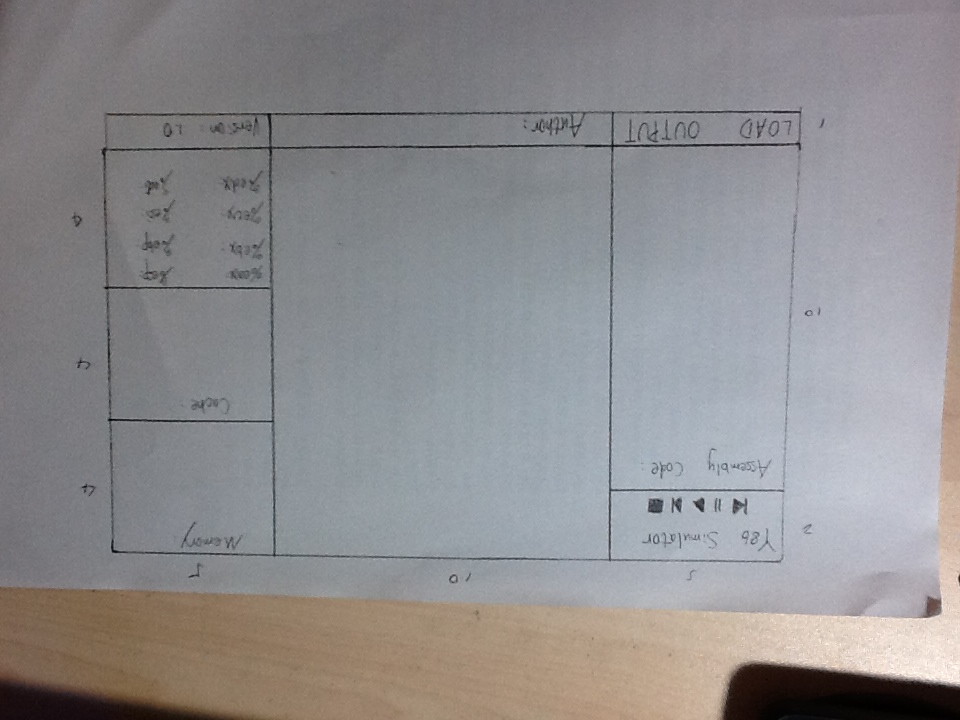 5 10 5
2
Y86 Simulator
Assembly Code:
10
Memory:
4
Cache:
4
%eax: %esp:
%ebx: %ebp:
%ecx: %esi:
%edx: %edi:
4
1
LOAD OUTPUT Author: Version: 1.0